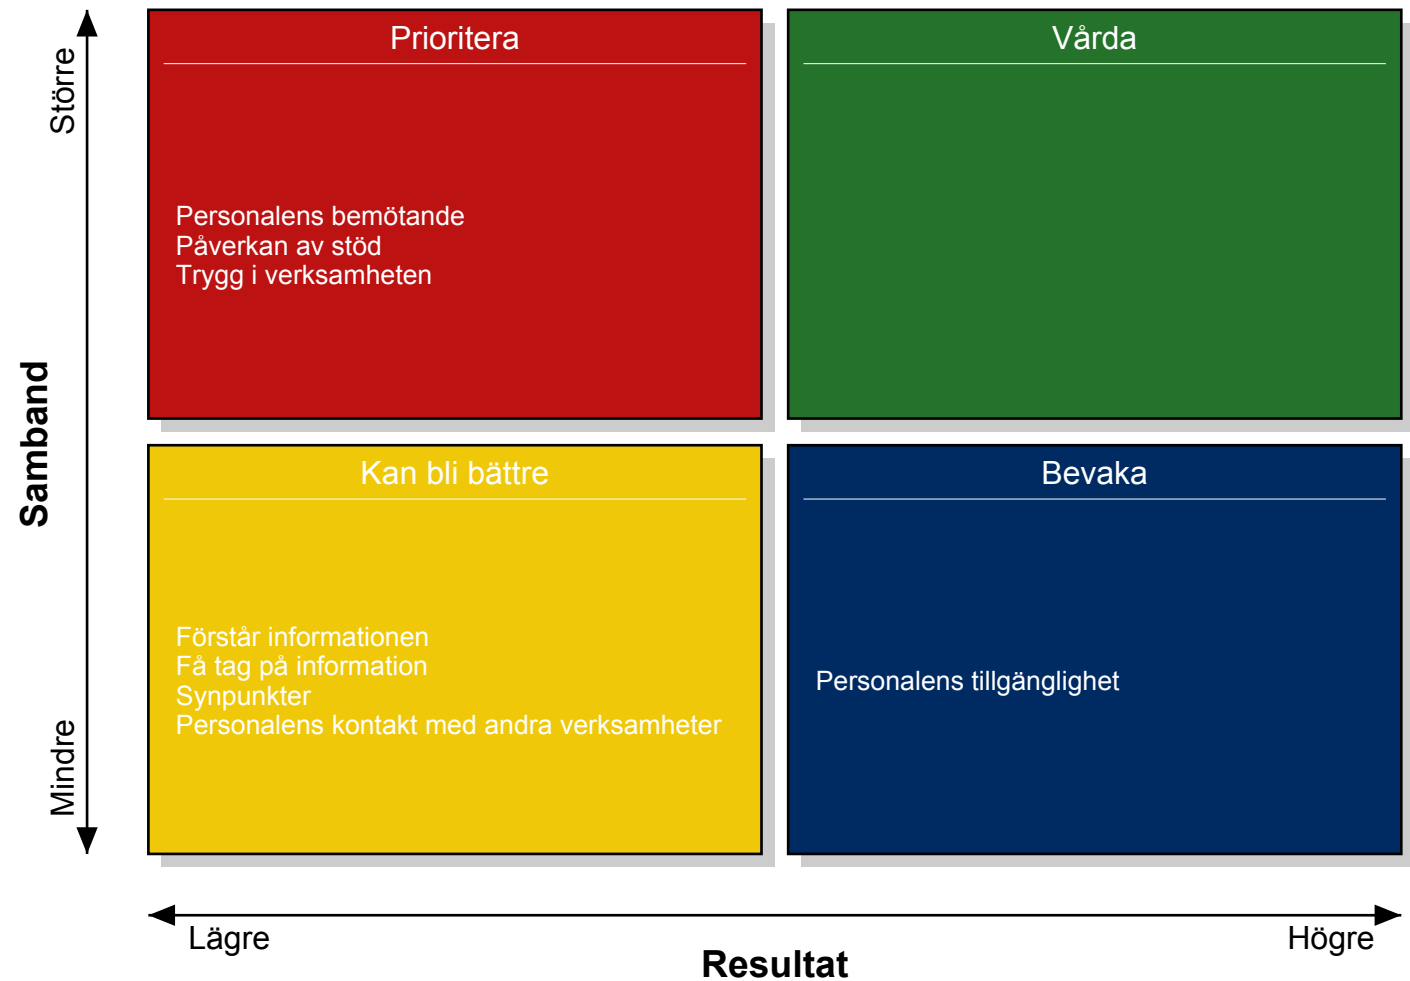 Större
Samband
Mindre
Prioritera
Personalens bemötande
Påverkan av stöd
Trygg i verksamheten
Vårda
Kan bli bättre
Förstår informationen
Få tag på information
Synpunkter
Personalens kontakt med andra verksamheter
Bevaka
Personalens tillgänglighet
Lägre
Resultat
Högre